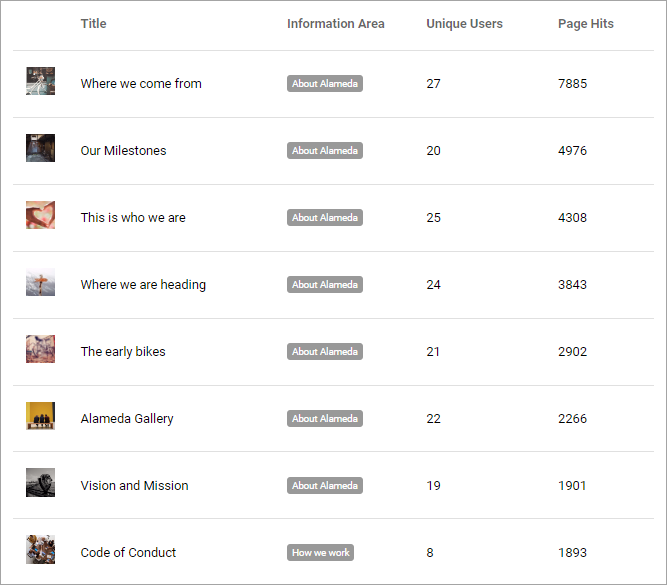 Title Information Area Unique Users Page Hits
Where we come from About Alameda 27 7885
Our Milestones About Alameda 20 4976
This is who we are About Alameda 25 4308
Where we are heading About Alameda 24 3843
The early bikes About Alameda 21 2902
Alameda Gallery About Alameda 22 2266
Vision and Mission About Alameda 19 1901
Code of Conduct How we work 8 1893